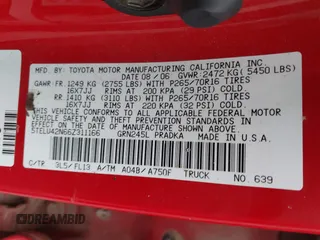 MFD. BY: TOYOTA MOTOR MANUFACTURING CALIFORNIA INC
DATE: 08/06 GVWR: 2472 KG( 5450 LBS)
GAWR: FR. 1249 KG( 2755 LBS) WITH P265/70R16 TIRES
16X7JJ RIMS AT 200 KPA (29 PSI) COLD TIRE
RR. 1410 KG (3110 LBS) WITH P265/70R16 TIRES
16X7JJ RIMS AT 220 KPA (32 PSI) COLD TIRE
THIS VEHICLE CONFORMS TO ALL APPLICABLE FEDERAL MOTOR
VEHICLE SAFETY AND THEFT PREVENTION STANDARDS IN
EFFECT ON THE DATE OF MANUFACTURE SHOWN ABOVE.
5TELU42N66Z311166 GRN245L PRADKA U.S.A.
C/TR: 3L5/FL13 A/TM: A04B/A750F TRUCK
NO. 639
DREAMBID